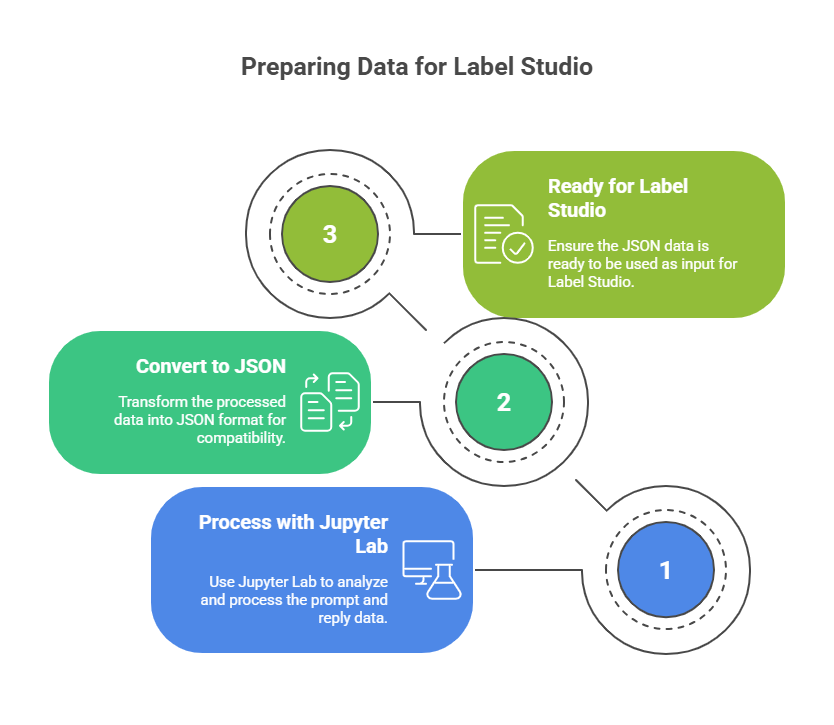 Preparing Data for Label Studio
3
Ready for Label
Studio
Ensure the JSON data is
ready to be used as input for
Label Studio.
Convert to JSON
Transform the processed
data into JSON format for
compatibility.
2
Process with Jupyter
Lab
Use Jupyter Lab to analyze
and process the prompt and
reply data.
1